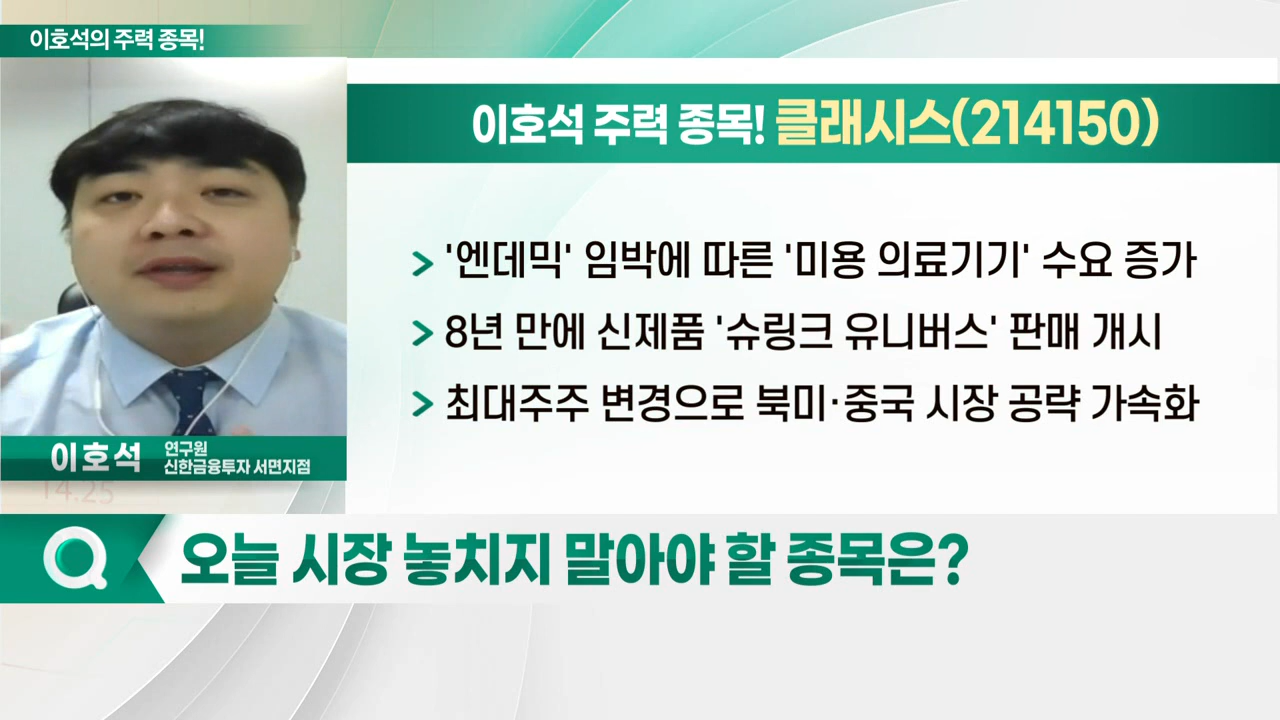 이호석의 주력 종목!
이호석 주력 종목! 클래시스(214150)
'엔데믹' 임박에 따른 '미용 의료기기' 수요 증가
8년 만에 신제품 '슈링크 유니버스' 판매 개시
최대주주 변경으로 북미·중국 시장 공략 가속화
이호석 연구원
신한금융투자 서면지점
14.25
오늘 시장 놓치지 말아야 할 종목은?